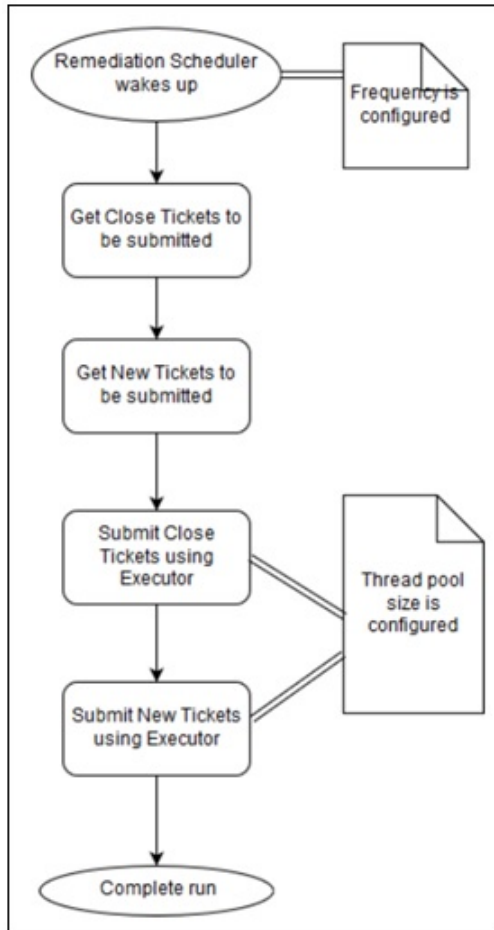 Remediation Scheduler
wakes up
Frequency is
configured
Get Close Tickets to
be submitted
Get New Tickets to
be submitted
Submit Close
Tickets using
Executor
Thread pool
size is
configured
Submit New Tickets
using Executor
Complete run